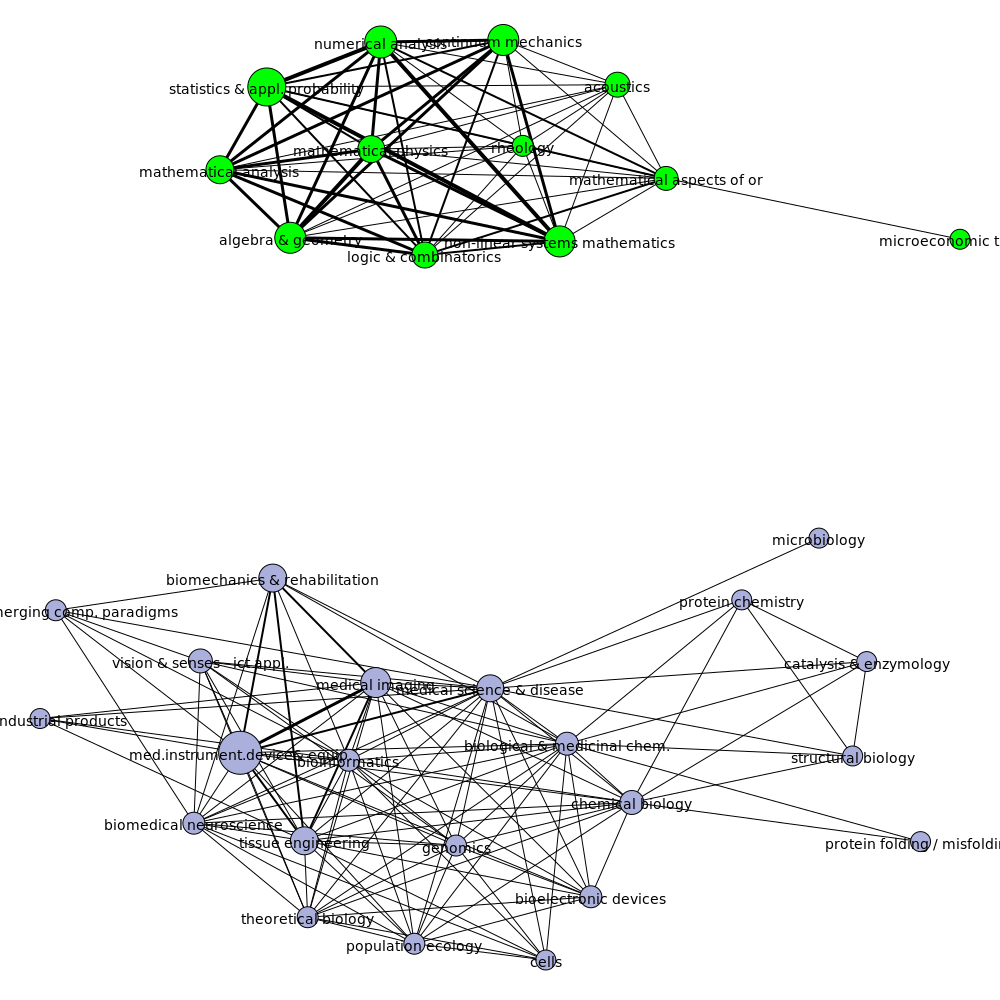 numerical analysis
continuum mechanics
statistics & appl. probability
acoustics
mathematical physics
rheology
mathematical analysis
mathematical aspects of or
algebra & geometry
non-linear systems mathematics
microeconomic t
logic & combinatorics
microbiology
biomechanics & rehabilitation
protein chemistry
nerging comp. paradigms
vision & senses - ict app.
catalysis & enzymology
medical imaging
medical science & disease
ndustrial products
biological & medicinal chem.
med.instrument.device& equip.
structural biology
bioinformatics
chemical biology
biomedical neuroscience
tissue engineering
protein folding / misfoldin
genomics
bioelectronic devices
theoretical biology
population ecology
cells